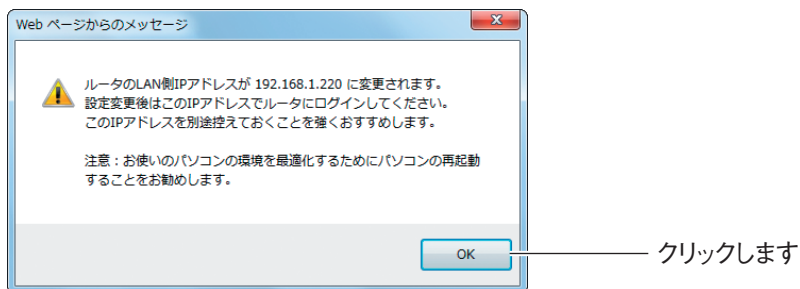 Web ページからのメッセージ
ルータのLAN側IPアドレスが 192.168.1.220 に変更されます。
設定変更後はこのIPアドレスでルータにログインしてください。
このIPアドレスを別途控えておくことを強くおすすめします。
注意：お使いのパソコンの環境を最適化するためにパソコンの再起動
することをお勧めします。
OK
クリックします